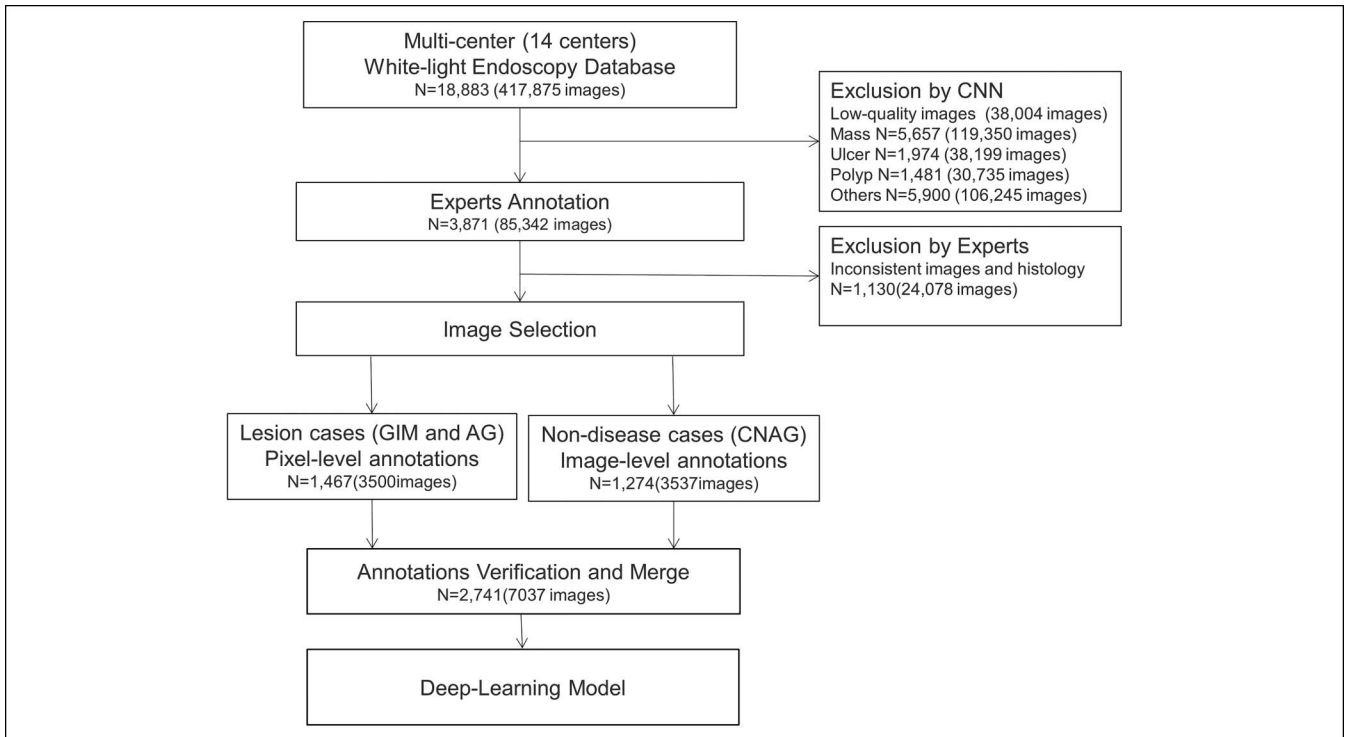 Multi-center (14 centers)
White-light Endoscopy Database
N=18,883 (417,875 images)
Exclusion by CNN
Low-quality images (38,004 images)
Mass N=5,657 (119,350 images)
Ulcer N=1,974 (38,199 images)
Polyp N=1,481 (30,735 images)
Others N=5,900 (106,245 images)
Experts Annotation
N=3,871 (85,342 images)
Exclusion by Experts
Inconsistent images and histology
N=1,130(24,078 images)
Image Selection
Lesion cases (GIM and AG)
Pixel-level annotations
N=1,467(3500images)
Non-disease cases (CNAG)
Image-level annotations
N=1,274(3537images)
Annotations Verification and Merge
N=2,741(7037 images)
Deep-Learning Model